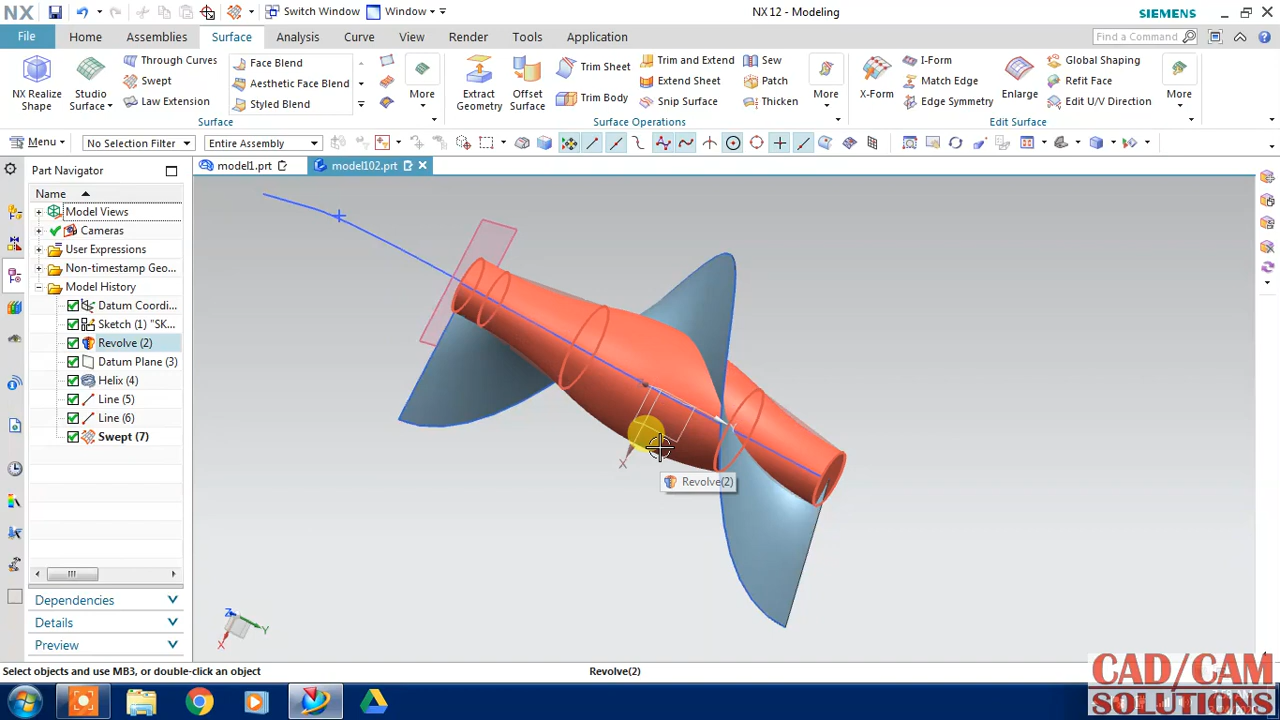 NX
Switch Window
Window
NX 12 - Modeling
SIEMENS
File
Home
Assemblies
Surface
Analysis
Curve
View
Render
Tools
Application
Find a Command
NX Realize
Shape
Studio
Surface
Through Curves
Swept
Law Extension
Face Blend
Aesthetic Face Blend
Styled Blend
More
Surface
Extract
Geometry
Offset
Surface
Trim Sheet
Trim Body
Trim and Extend
Extend Sheet
Snip Surface
Sew
Patch
Thicken
More
Surface Operations
X-Form
I-Form
Match Edge
Edge Symmetry
Enlarge
Global Shaping
Refit Face
Edit U/V Direction
More
Edit Surface
Menu
No Selection Filter
Entire Assembly
Part Navigator
model1.prt
model102.prt
Name
Model Views
Cameras
User Expressions
Non-timestamp Geo...
Model History
Datum Coordi...
Sketch (1) "SK...
Revolve (2)
Datum Plane (3)
Helix (4)
Line (5)
Line (6)
Swept (7)
Dependencies
Details
Preview
X
Y
Revolve(2)
Z
Y
X
Select objects and use MB3, or double-click an object
Revolve(2)
CAD/CAM
SOLUTIONS